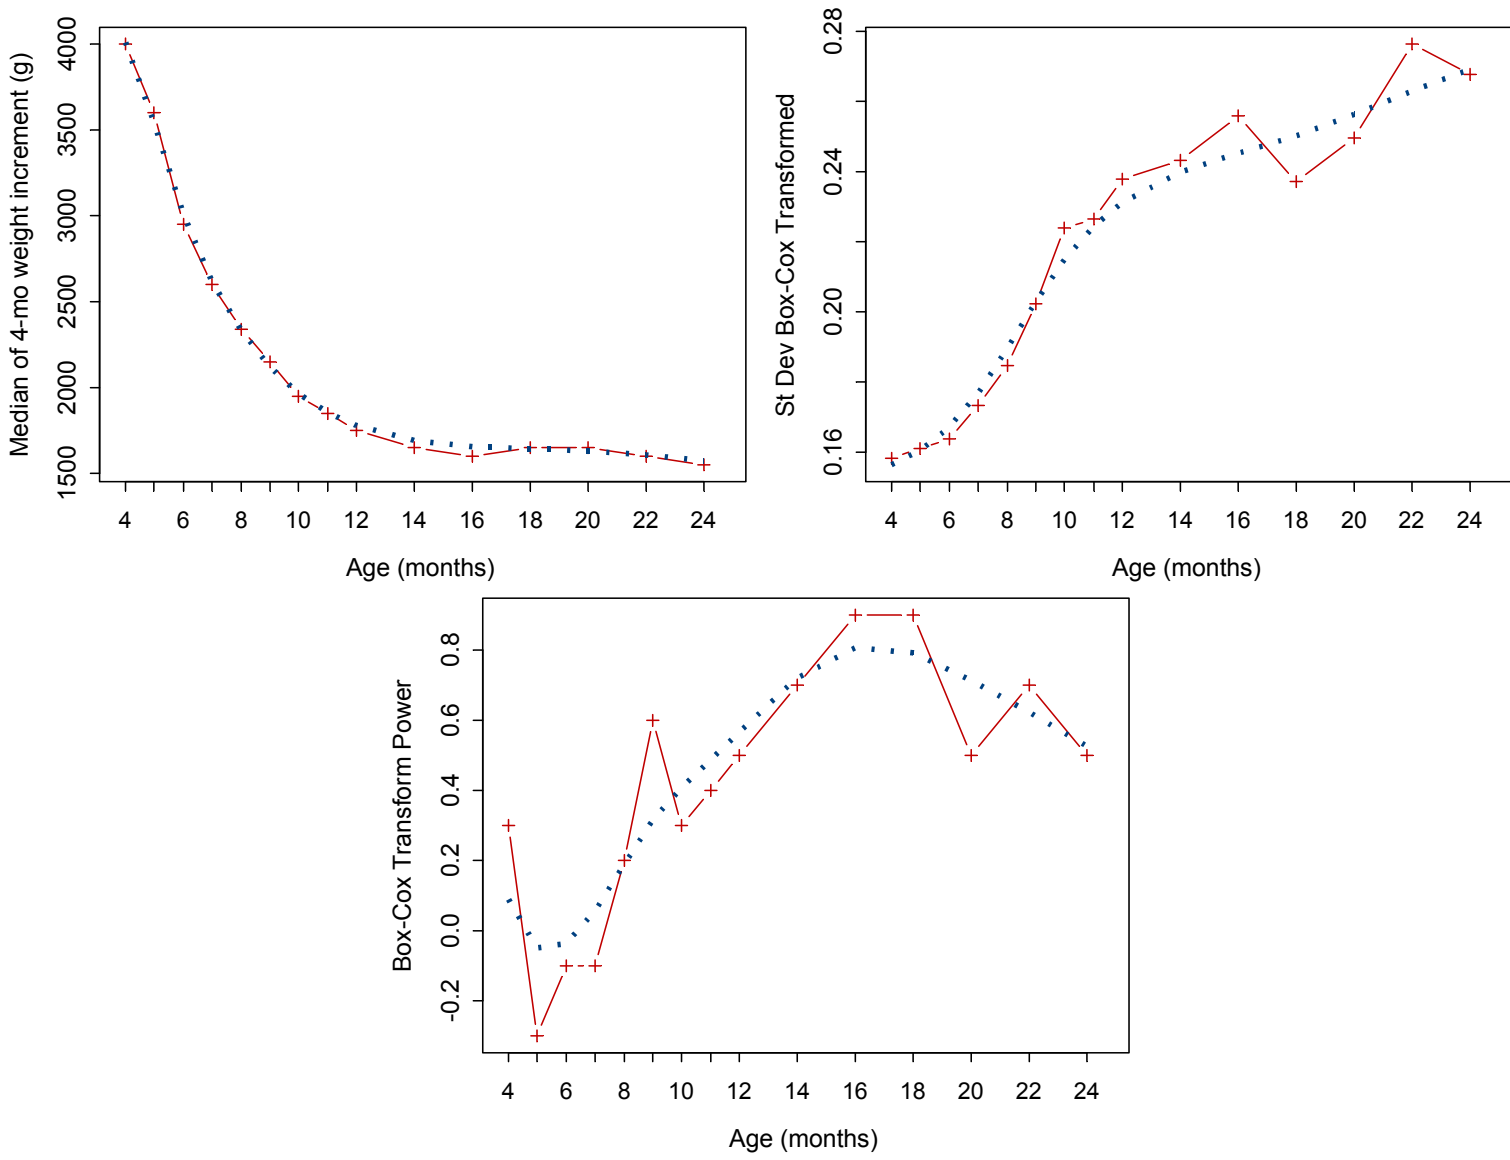 Median of 4-mo weight increment (g)
4000
3500
3000
2500
2000
1500
4 6 8 10 12 14 16 18 20 22 24
Age (months)
St Dev Box-Cox Transformed
0.28
0.24
0.20
0.16
4 6 8 10 12 14 16 18 20 22 24
Age (months)
Box-Cox Transform Power
0.8
0.6
0.4
0.2
0.0
-0.2
4 6 8 10 12 14 16 18 20 22 24
Age (months)